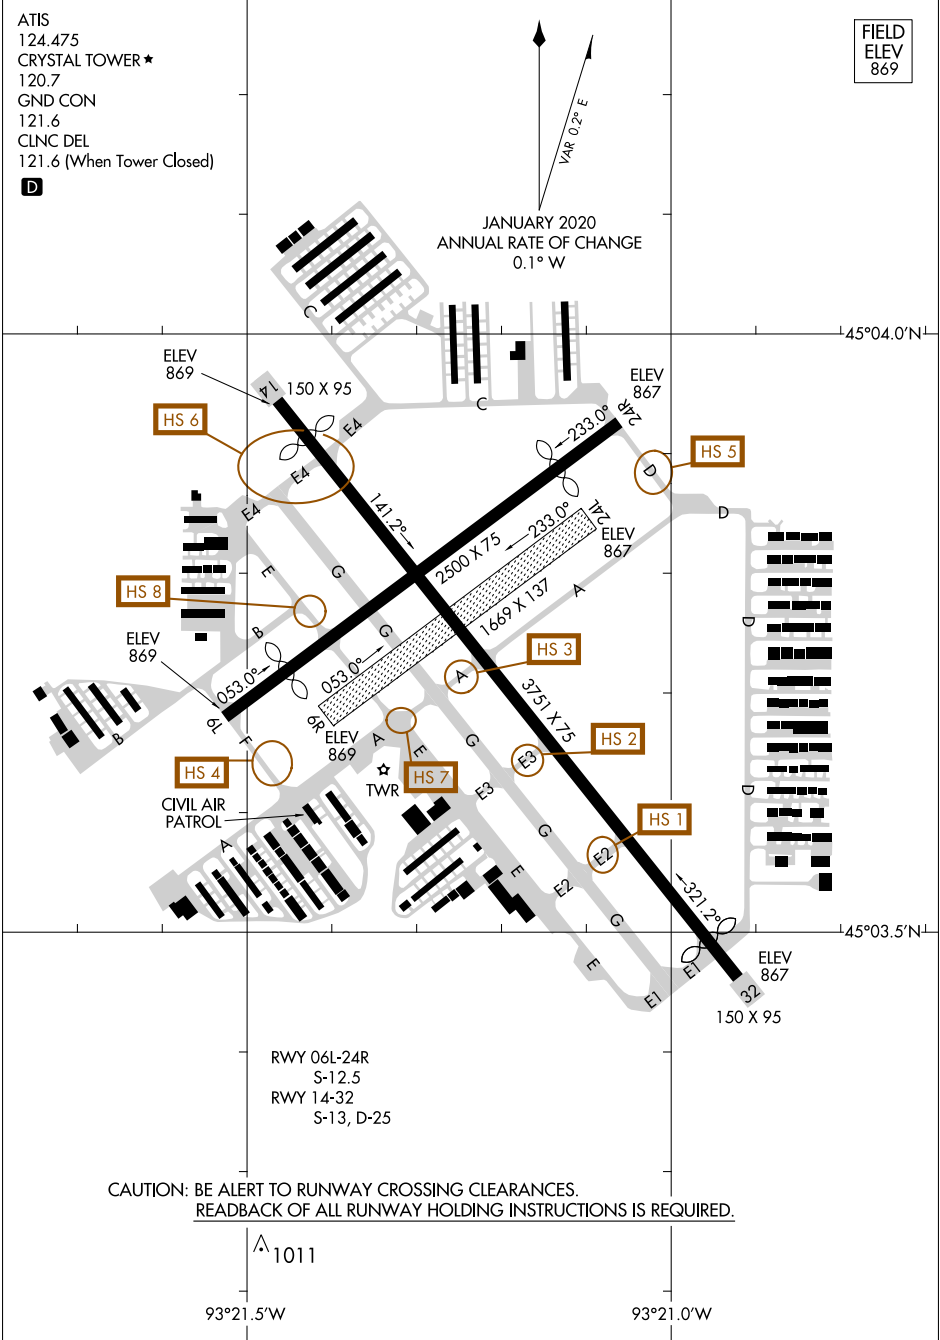 ATIS
124.475
CRYSTAL TOWER ★
120.7
GND CON
121.6
CLNC DEL
121.6 (When Tower Closed)
D
FIELD
ELEV
869
VAR 0.2° E
JANUARY 2020
ANNUAL RATE OF CHANGE
0.1° W
C
45°04.0'N
ELEV
869
14
150 X 95
ELEV
867
24R
C
HS 6
E4
233.0°
HS 5
E4
D
E4
141.2°
D
233.0°
24L
ELEV
867
2500 X 75
E
G
A
HS 8
1669 X 137
B
G
D
ELEV
869
HS 3
053.0°
053.0°
A
3751 X 75
6L
6R
B
F
ELEV
869
A
E
G
HS 2
HS 4
HS 7
E3
TWR
E3
D
CIVIL AIR
PATROL
HS 1
G
A
E2
E
E2
321.2°
G
45°03.5'N
ELEV
867
E
E1
E1
32
150 X 95
RWY 06L-24R
S-12.5
RWY 14-32
S-13, D-25
CAUTION: BE ALERT TO RUNWAY CROSSING CLEARANCES.
READBACK OF ALL RUNWAY HOLDING INSTRUCTIONS IS REQUIRED.
1011
93°21.5'W
93°21.0'W